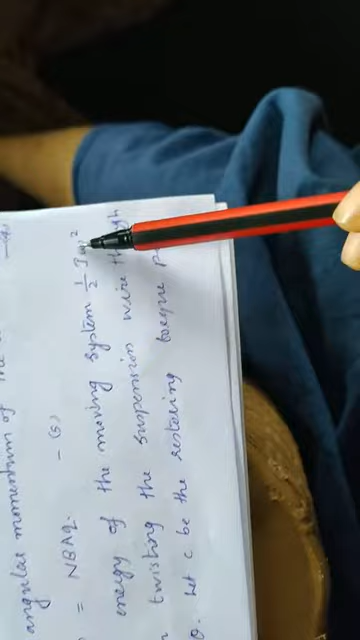 angular momentum of the
= NBAq. - (5)
energy of the moving system ½ Iω²
twisting the suspension wire
Let c be the restoring torque